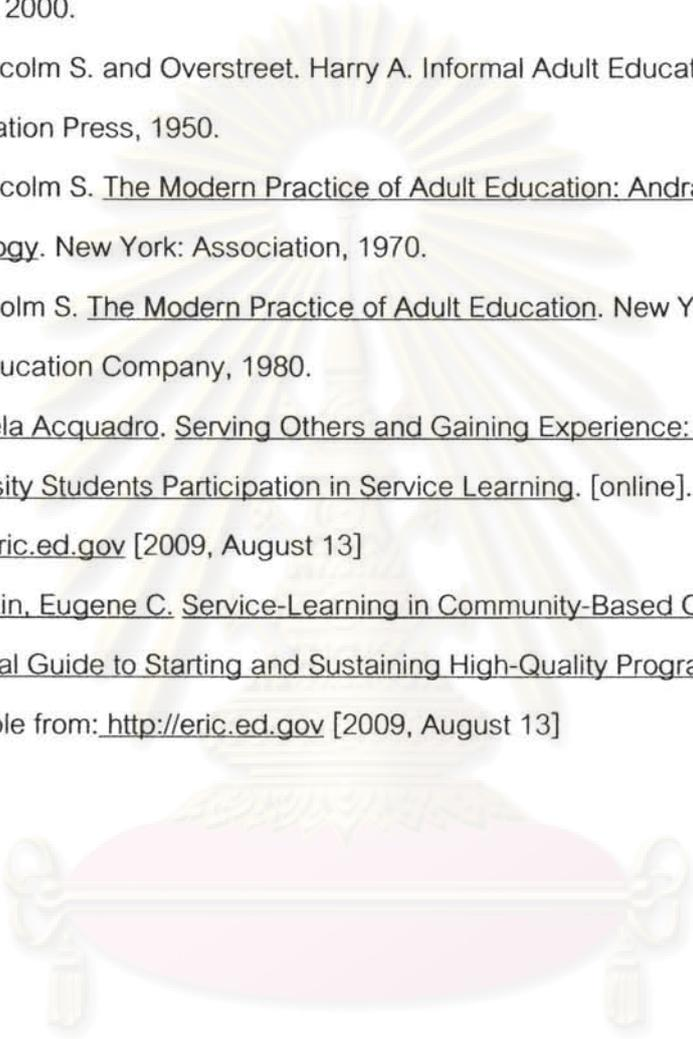 2000.
colm S. and Overstreet. Harry A. Informal Adult Educat
ation Press, 1950.
colm S. The Modern Practice of Adult Education: Andra
ogy. New York: Association, 1970.
olm S. The Modern Practice of Adult Education. New Y
ucation Company, 1980.
ela Acquadro. Serving Others and Gaining Experience:
sity Students Participation in Service Learning. [online].
ric.ed.gov [2009, August 13]
in, Eugene C. Service-Learning in Community-Based O
al Guide to Starting and Sustaining High-Quality Progra
ble from: http://eric.ed.gov [2009, August 13]